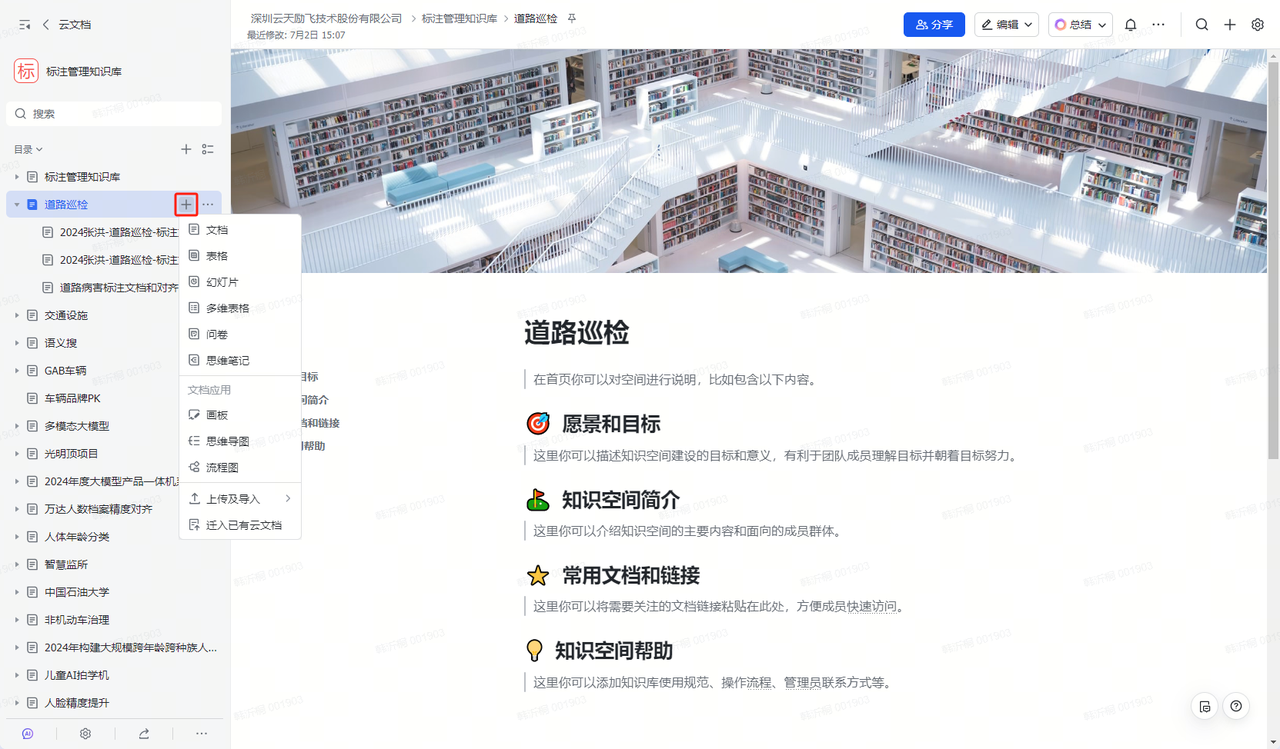 云文档
深圳云天励飞技术股份有限公司
标注管理知识库
道路巡检
最近修改: 7月2日 15:07
分享
编辑
总结
标 标注管理知识库
搜索
目录
标注管理知识库
道路巡检
2024张洪-道路巡检-标注
2024张洪-道路巡检-标注
道路病害标注文档和对齐
交通设施
语义搜
GAB车辆
车辆品牌PK
多模态大模型
光明顶项目
2024年度大模型产品一体机
万达人数档案精度对齐
人体年龄分类
智慧监所
中国石油大学
非机动车治理
2024年构建大规模跨年龄跨种族人...
儿童AI拍学机
人脸精度提升
AI
文档
表格
幻灯片
多维表格
问卷
思维笔记
文档应用
画板
思维导图
流程图
上传及导入
迁入已有云文档
目标
简介
和链接
帮助
道路巡检
在首页你可以对空间进行说明，比如包含以下内容。
愿景和目标
这里你可以描述知识空间建设的目标和意义，有利于团队成员理解目标并朝着目标努力。
知识空间简介
这里你可以介绍知识空间的主要内容和面向的成员群体。
常用文档和链接
这里你可以将需要关注的文档链接粘贴在此处，方便成员快速访问。
知识空间帮助
这里你可以添加知识库使用规范、操作流程、管理员联系方式等。